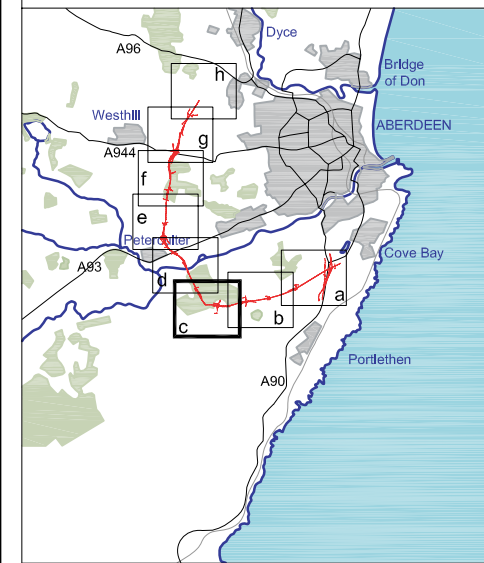 Dyce
A96
Bridge
of Don
h
Westhill
ABERDEEN
g
A944
f
e
Peterculter
Cove Bay
A93
d
a
c
b
Portlethen
A90